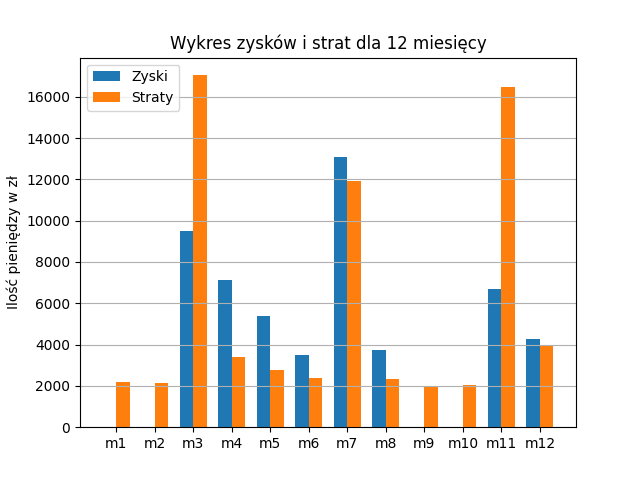 Wykres zysków i strat dla 12 miesięcy
Zyski
Straty
Ilość pieniędzy w zł
16000
14000
12000
10000
8000
6000
4000
2000
0
m1 m2 m3 m4 m5 m6 m7 m8 m9 m10 m11 m12